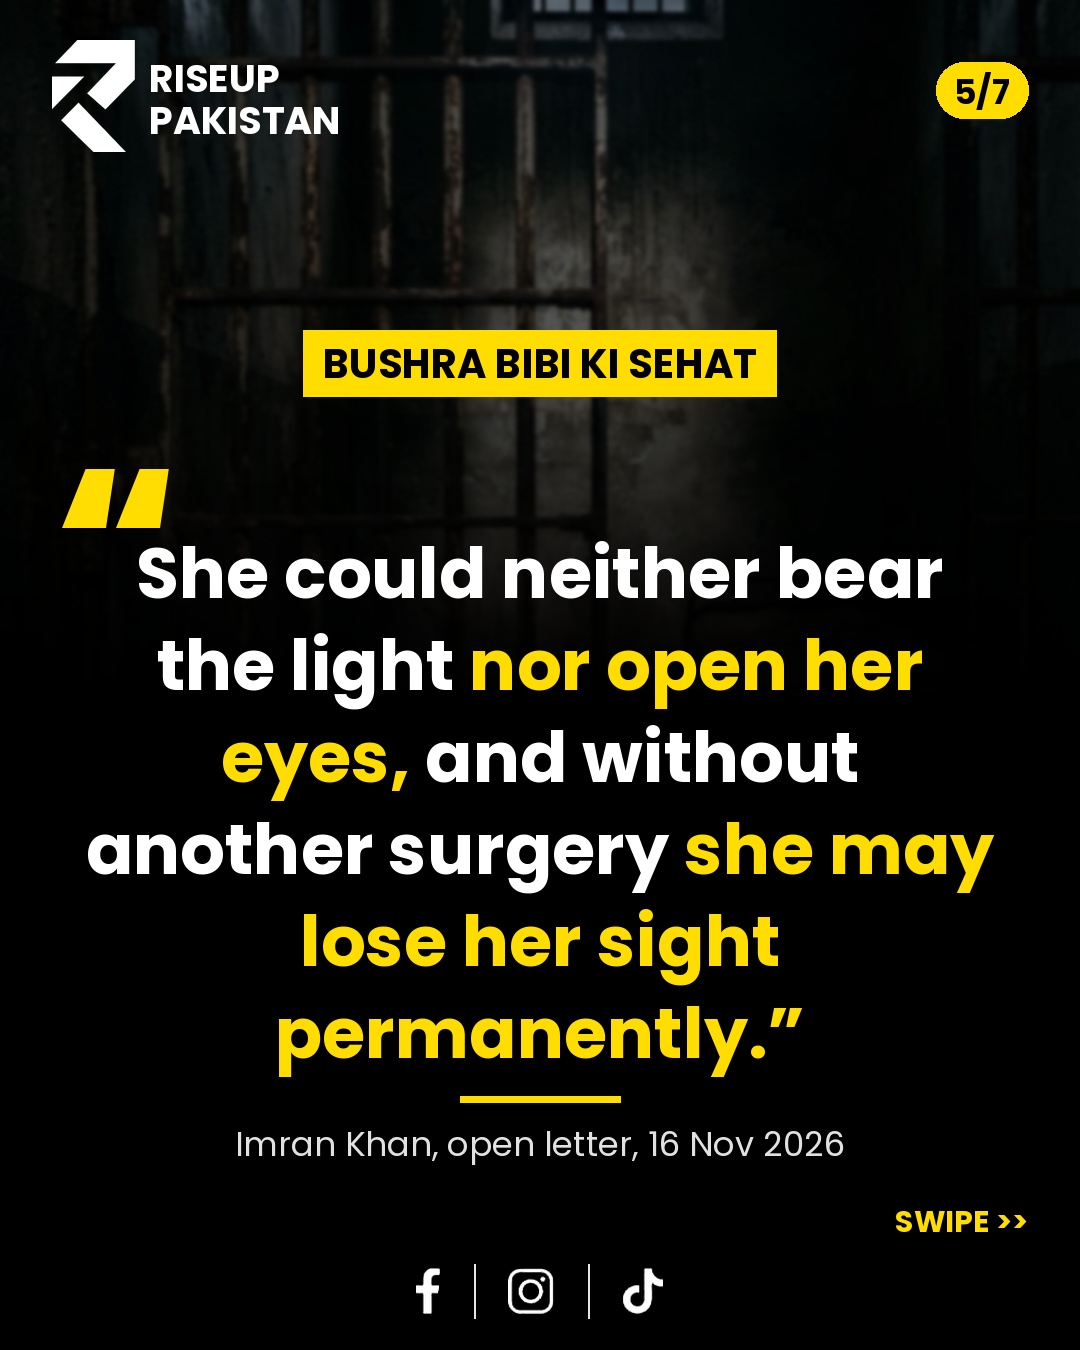 RISEUP
PAKISTAN
5/7
BUSHRA BIBI KI SEHAT
“
She could neither bear
the light nor open her
eyes, and without
another surgery she may
lose her sight
permanently.”
Imran Khan, open letter, 16 Nov 2026
SWIPE >>